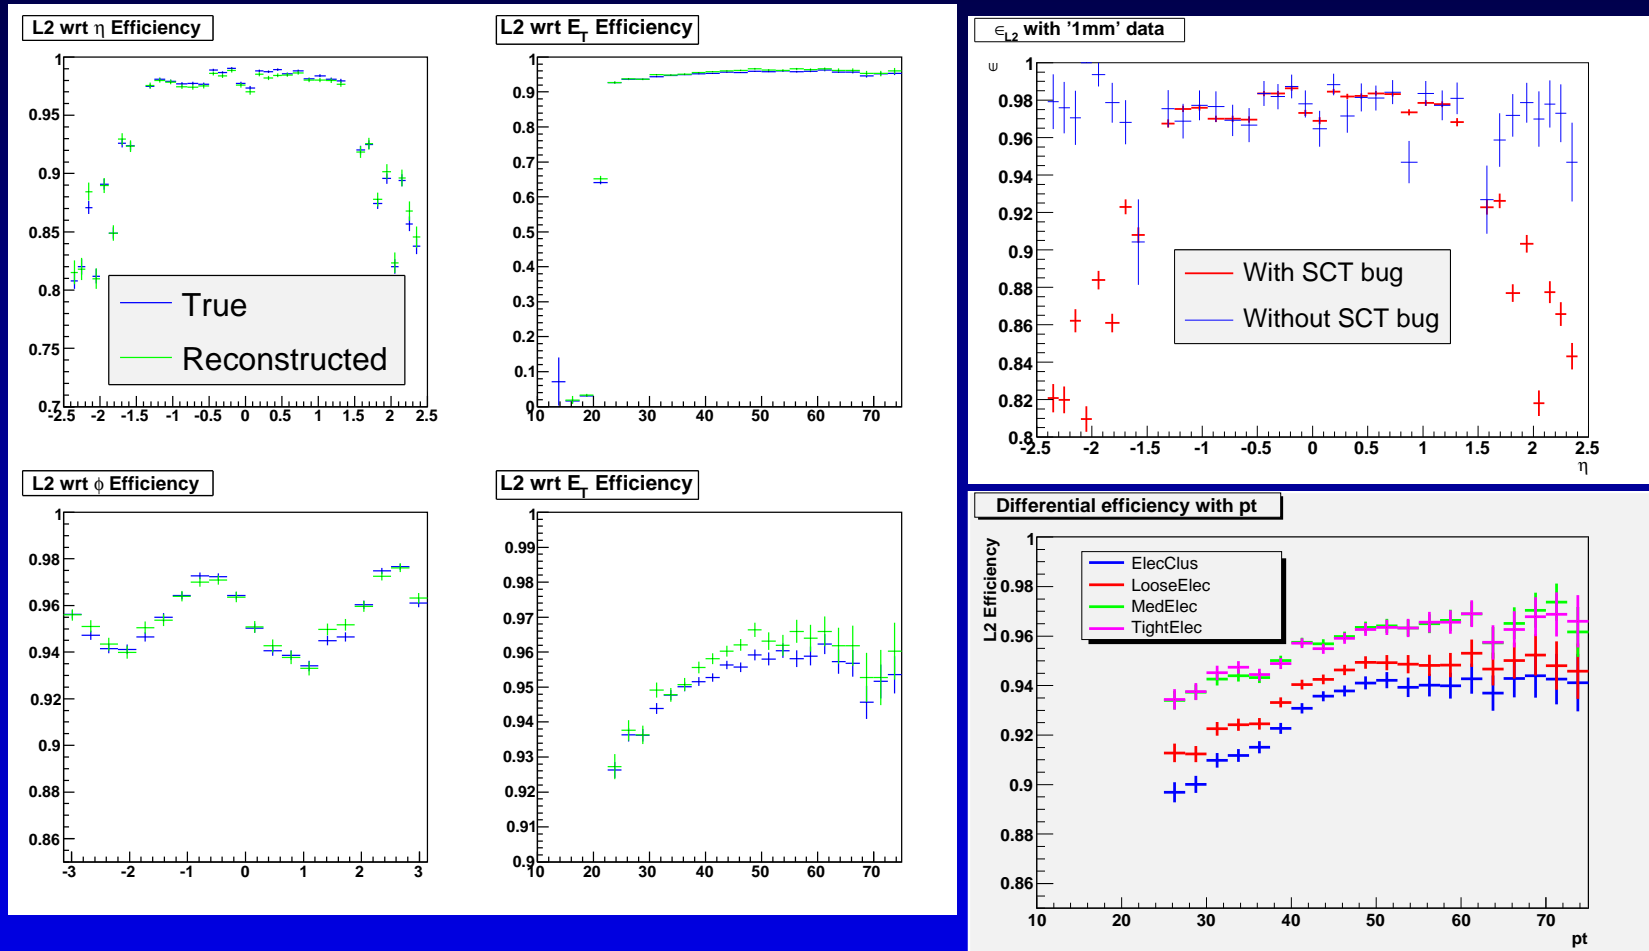 L2 wrt η Efficiency
1
0.95
0.9
0.85
0.8
0.75
0.7
-2.5 -2 -1.5 -1 -0.5 0 0.5 1 1.5 2 2.5
True
Reconstructed
L2 wrt E_T Efficiency
1
0.9
0.8
0.7
0.6
0.5
0.4
0.3
0.2
0.1
0
10 20 30 40 50 60 70
L2 wrt ϕ Efficiency
1
0.98
0.96
0.94
0.92
0.9
0.88
0.86
-3 -2 -1 0 1 2 3
L2 wrt E_T Efficiency
1
0.99
0.98
0.97
0.96
0.95
0.94
0.93
0.92
0.91
0.9
10 20 30 40 50 60 70
∈_L2 with '1mm' data
∈
1
0.98
0.96
0.94
0.92
0.9
0.88
0.86
0.84
0.82
0.8
-2.5 -2 -1.5 -1 -0.5 0 0.5 1 1.5 2 2.5
η
With SCT bug
Without SCT bug
Differential efficiency with pt
L2 Efficiency
1
0.98
0.96
0.94
0.92
0.9
0.88
0.86
10 20 30 40 50 60 70
pt
ElecClus
LooseElec
MedElec
TightElec